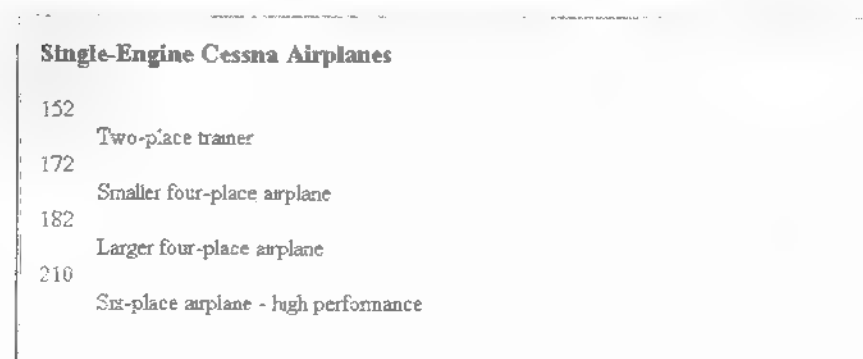 Single-Engine Cessna Airplanes
152
Two-place trainer
172
Smaller four-place airplane
182
Larger four-place airplane
210
Six-place airplane - high performance